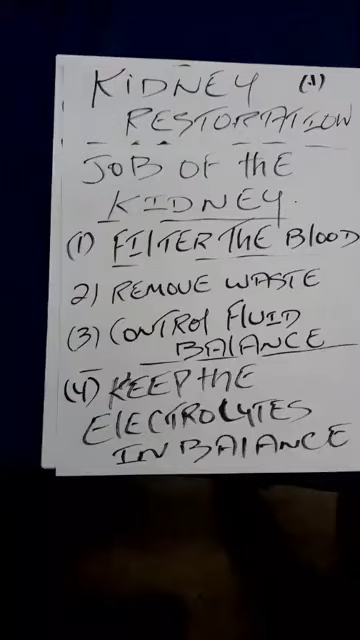 KIDNEY (1)
RESTORATION
JOB OF the
KIDNEY.
(1) FILTER THE BLOOD
2) REMOVE WASTE
(3) CONTROL FLUID
BALANCE
(4) KEEP the
ELECTROLYTES
IN BALANCE